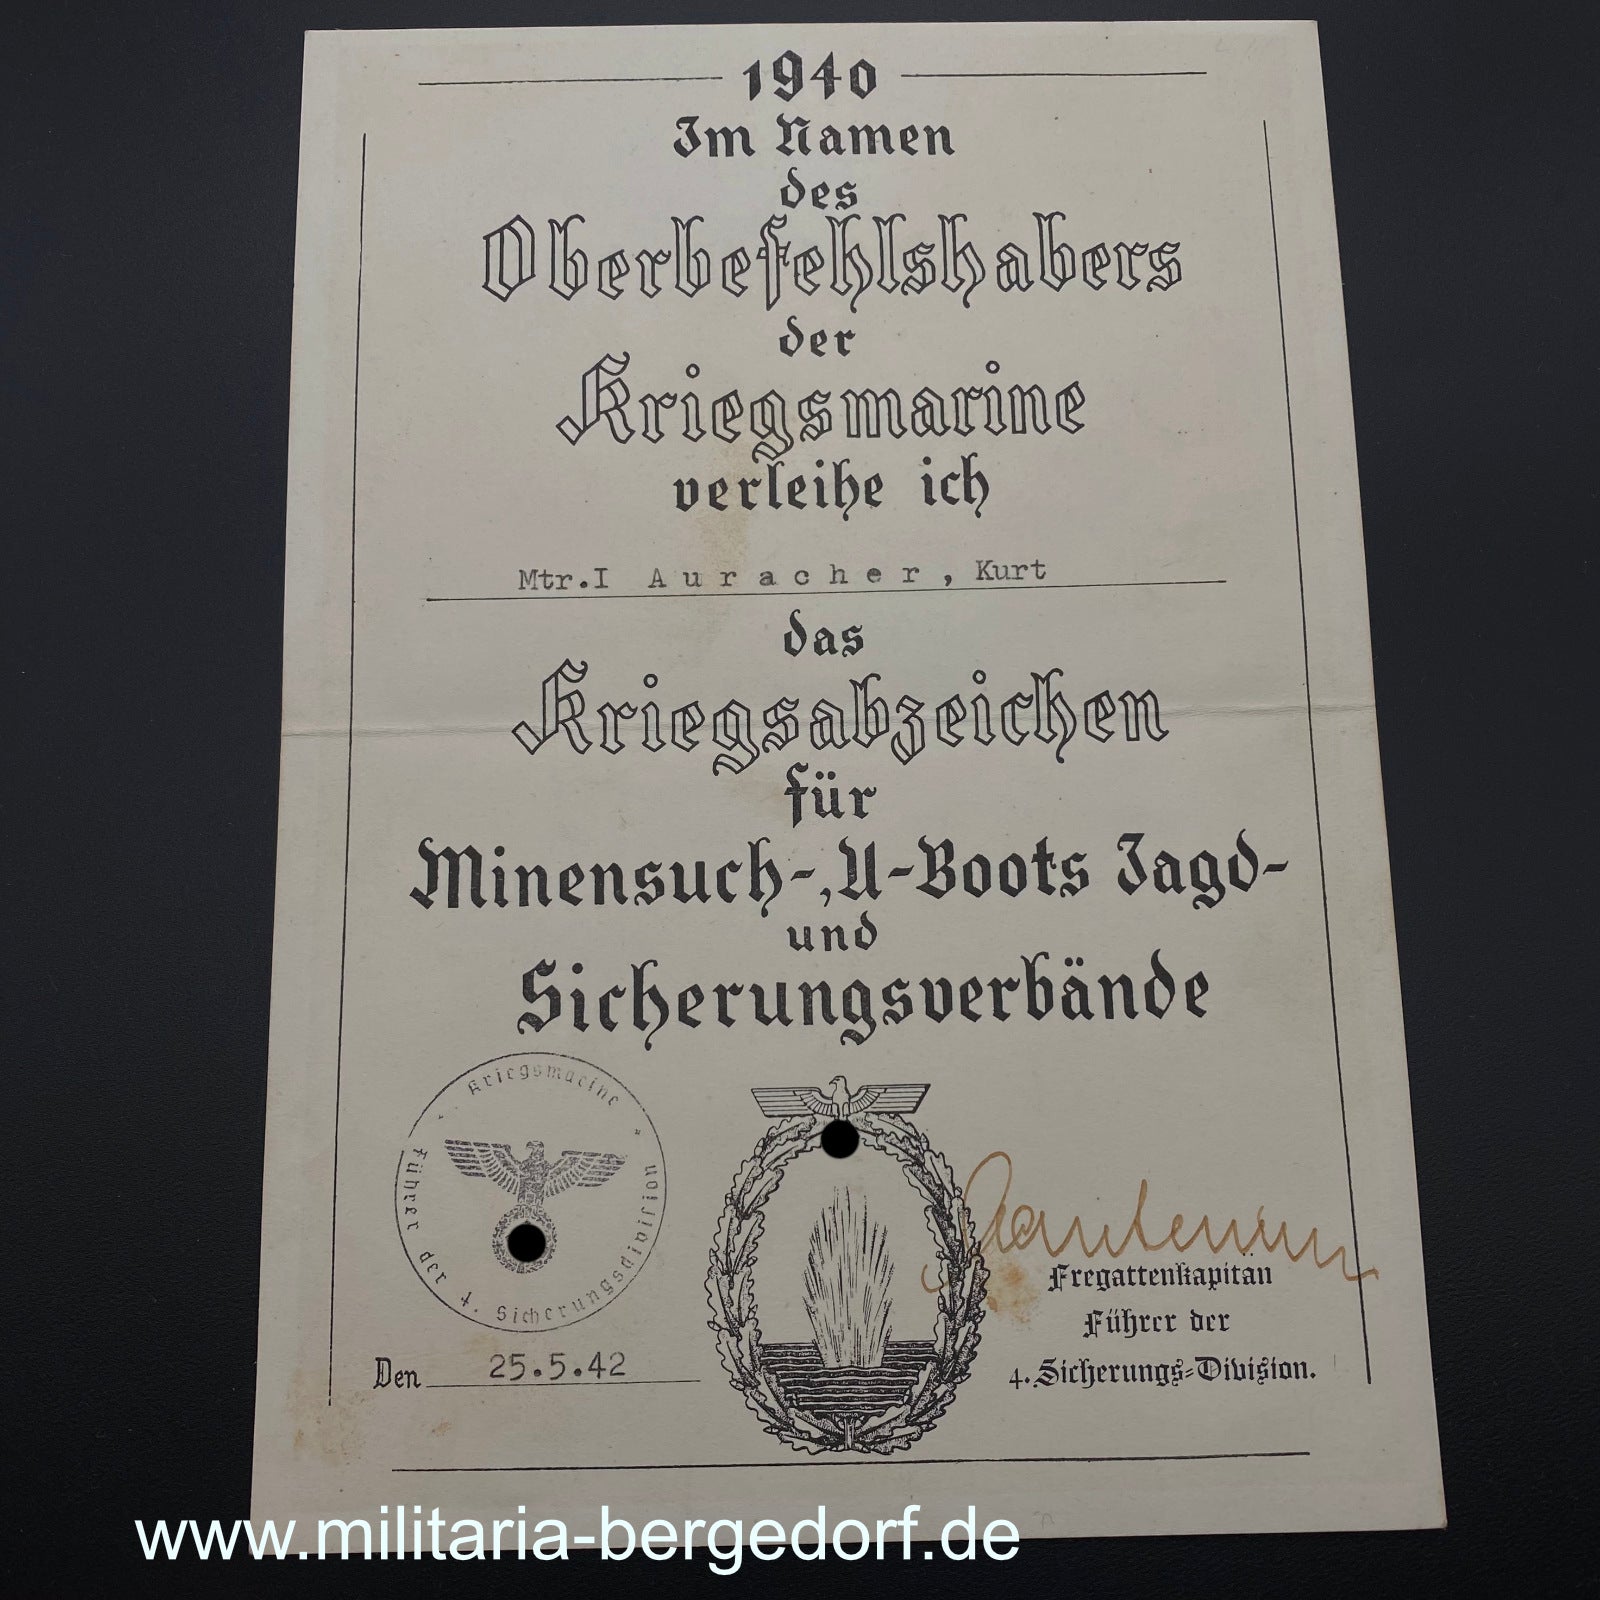 1940
Im Namen
des
Oberbefehlshabers
der
Kriegsmarine
verleihe ich
Mtr.I Auracher, Kurt
das
Kriegsabzeichen
für
Minensuch-, U-Boots Jagd-
und
Sicherungsverbände
Kriegsmarine
Führer der 4. Sicherungsdivision
Fregattenkapitän
Führer der
4. Sicherungs-Division.
Den 25.5.42
www.militaria-bergedorf.de